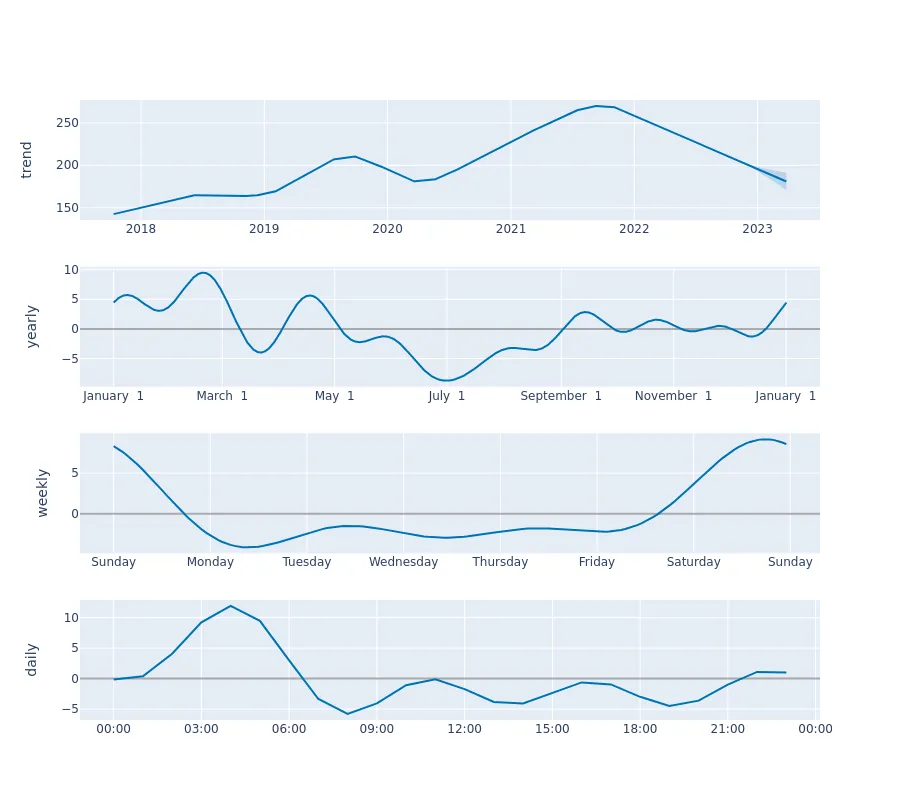 trend
250
200
150
2018 2019 2020 2021 2022 2023
yearly
10
5
0
−5
January 1 March 1 May 1 July 1 September 1 November 1 January 1
weekly
5
0
Sunday Monday Tuesday Wednesday Thursday Friday Saturday Sunday
daily
10
5
0
−5
00:00 03:00 06:00 09:00 12:00 15:00 18:00 21:00 00:00